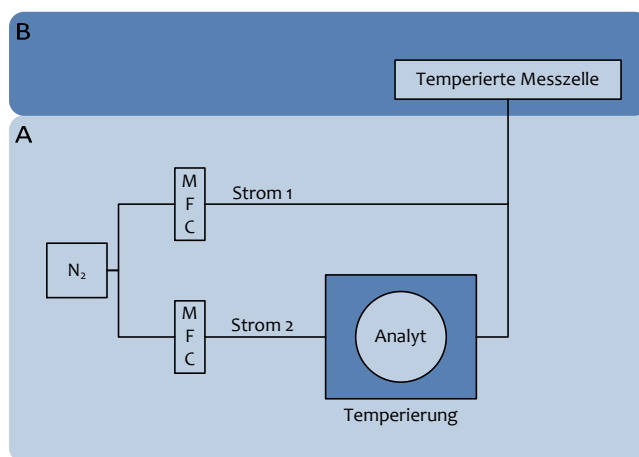 B
Temperierte Messzelle
A
M
F
C
Strom 1
N₂
M
F
C
Strom 2
Analyt
Temperierung